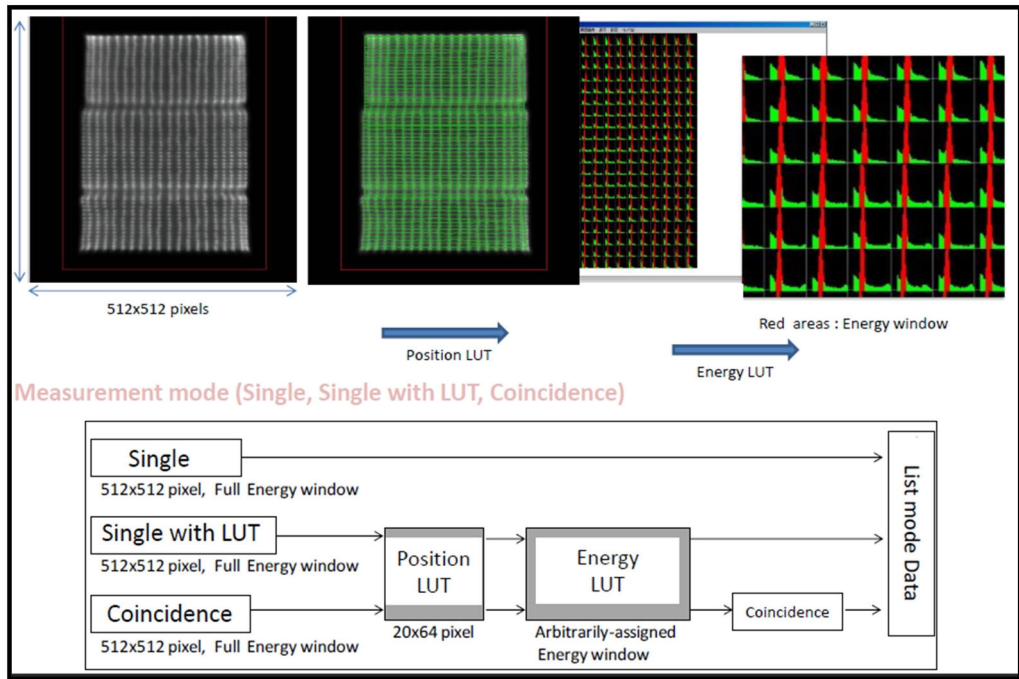 512x512 pixels
Position LUT
Energy LUT
Red areas : Energy window
Measurement mode (Single, Single with LUT, Coincidence)
Single
512x512 pixel, Full Energy window
Single with LUT
512x512 pixel, Full Energy window
Coincidence
512x512 pixel, Full Energy window
Position
LUT
20x64 pixel
Energy
LUT
Arbitrarily-assigned
Energy window
Coincidence
List mode Data